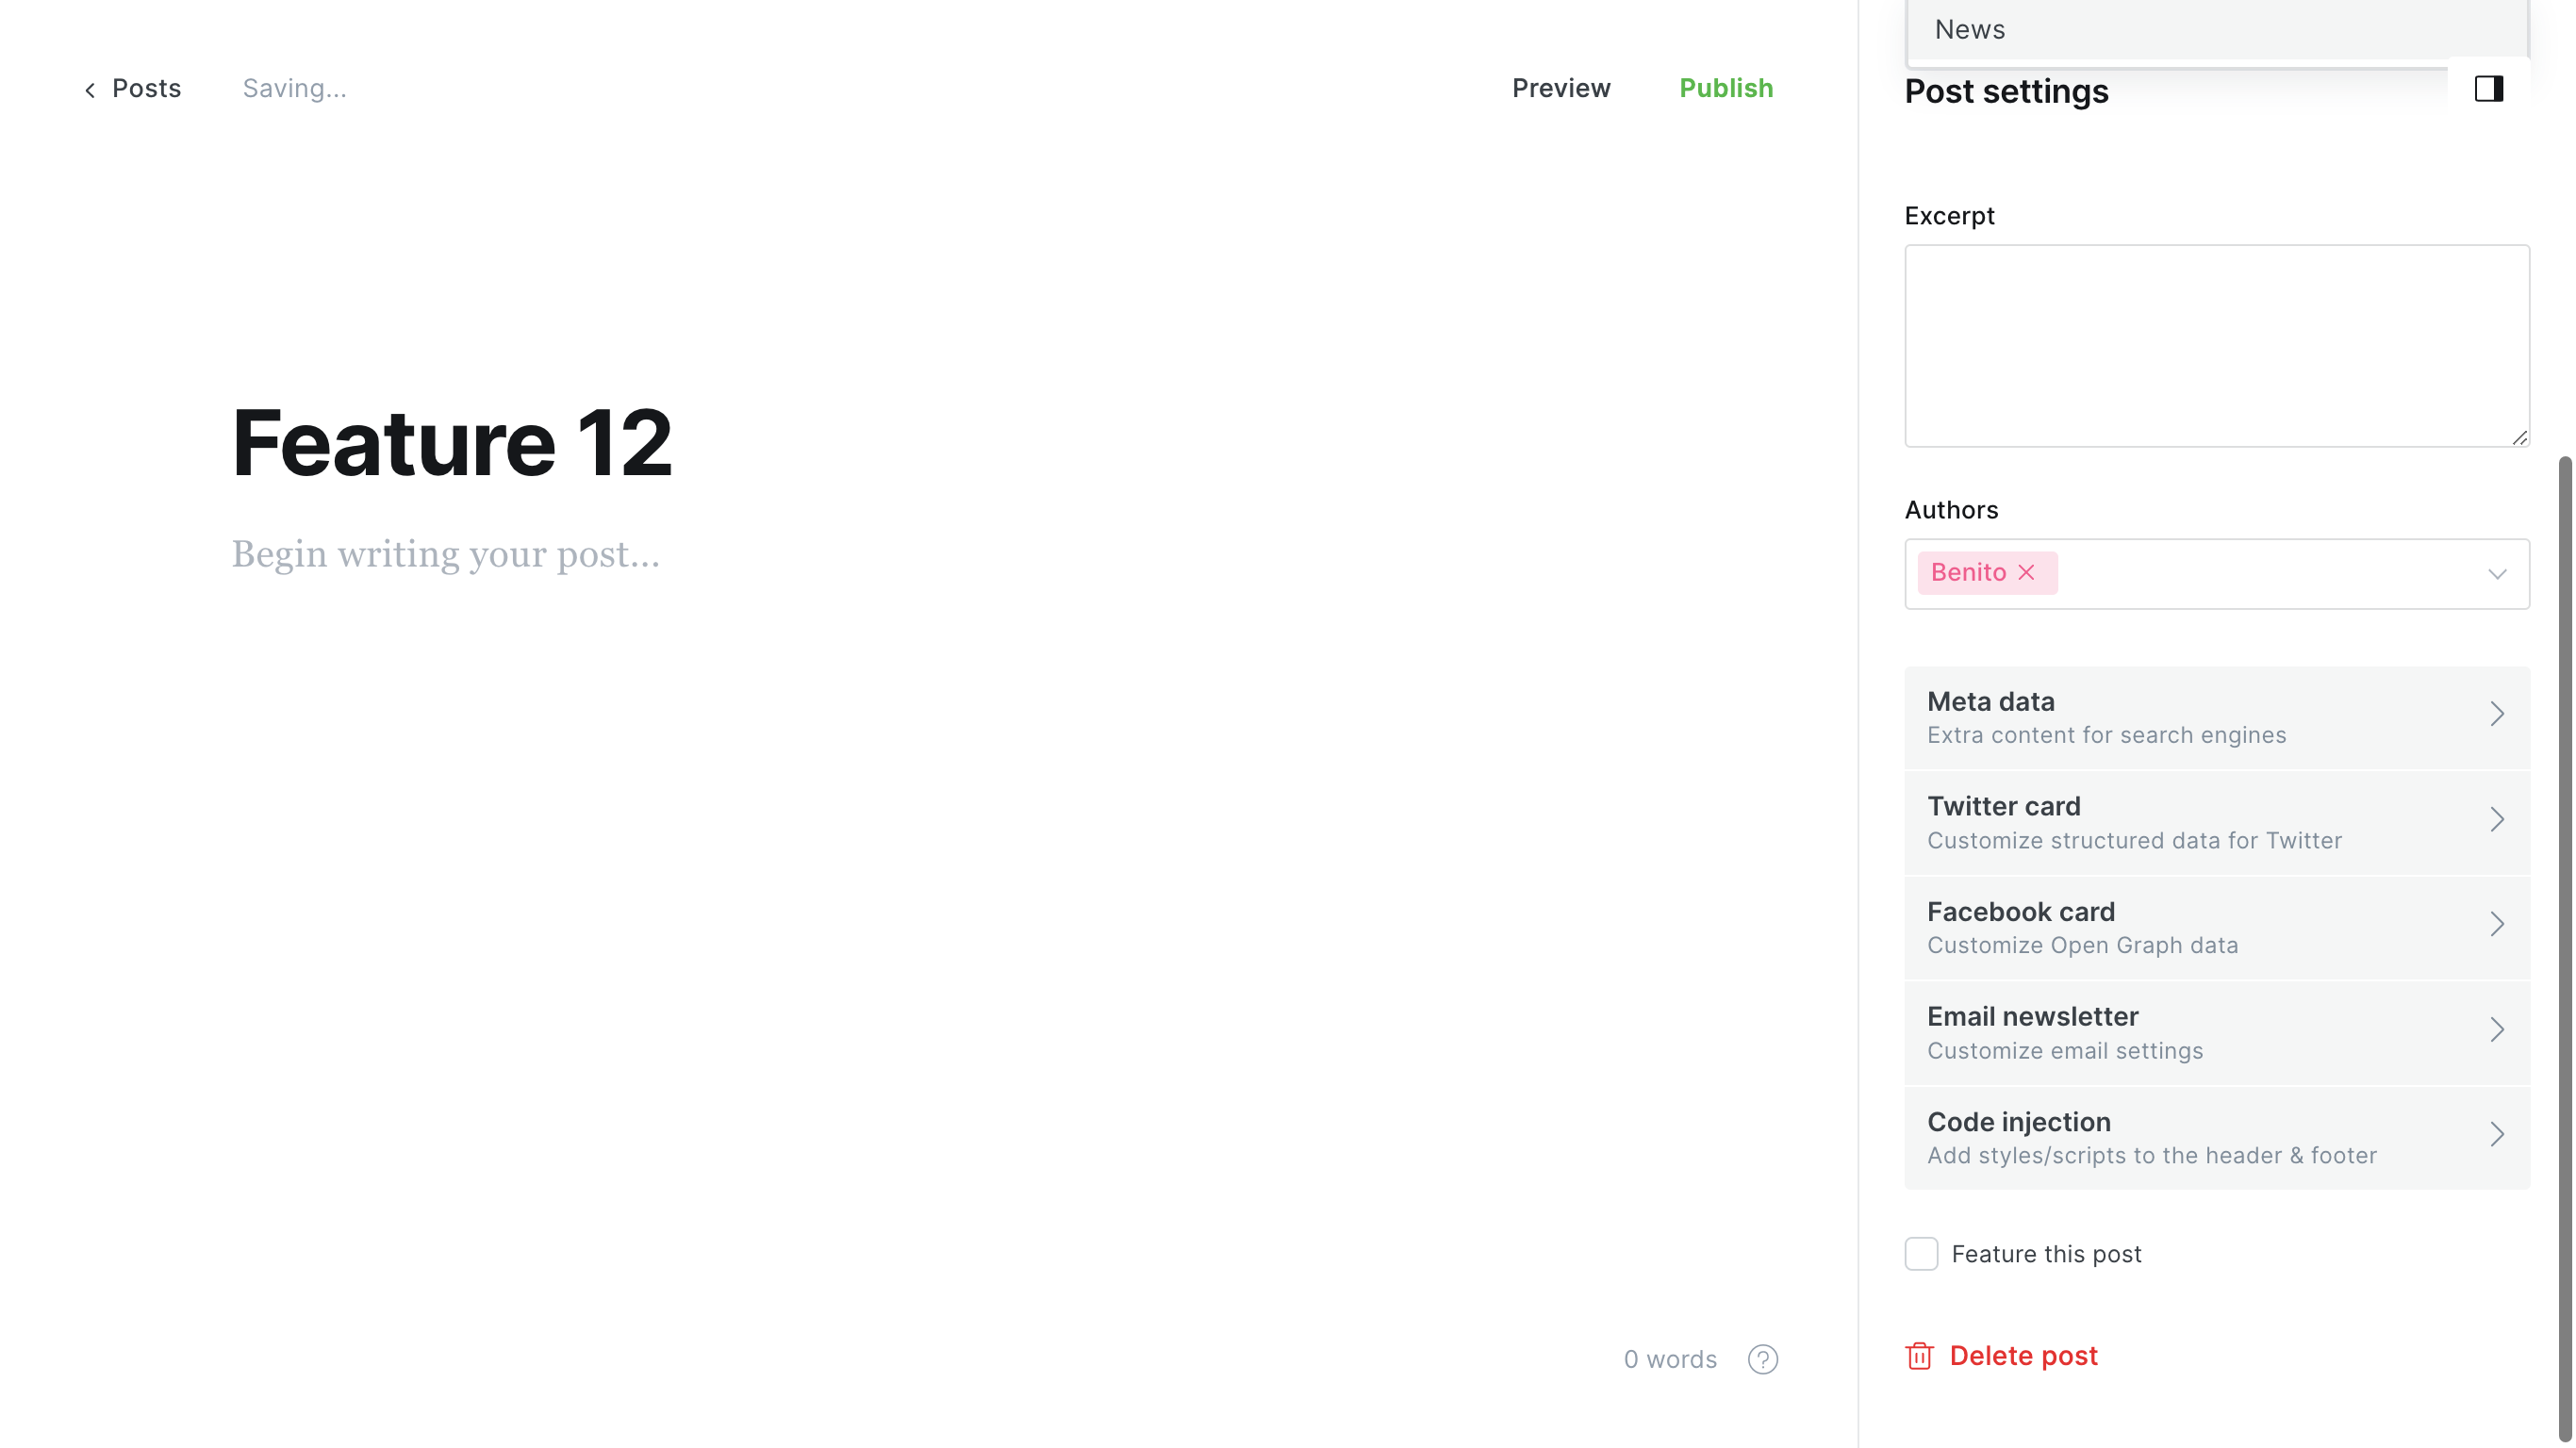 News
Posts
Saving...
Preview
Publish
Post settings
Feature 12
Begin writing your post...
0 words
?
Excerpt
Authors
Benito
Meta data
Extra content for search engines
Twitter card
Customize structured data for Twitter
Facebook card
Customize Open Graph data
Email newsletter
Customize email settings
Code injection
Add styles/scripts to the header & footer
Feature this post
Delete post